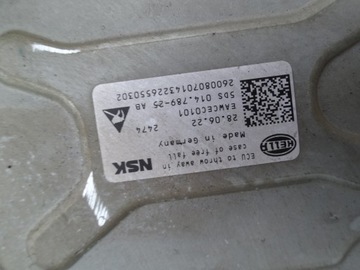 HELLA
ECU to throw away in
case of free fall
NSK
Made in Germany
28.06.22 2474
EAWCEC0101
5DS 014.789-25 AB
26008070143226550302